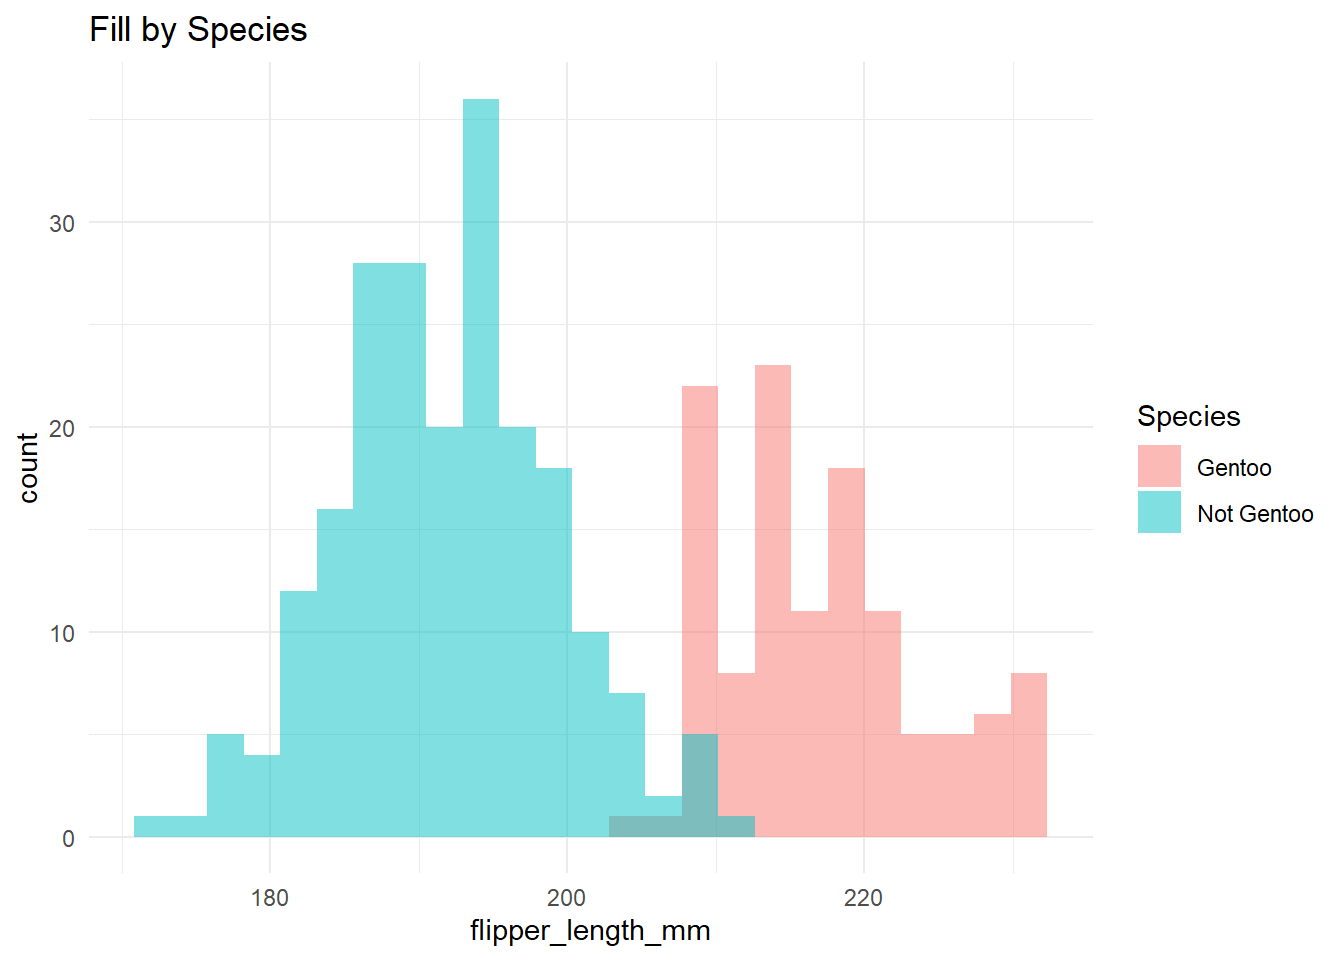 Fill by Species
30
20
10
0
count
180 200 220
flipper_length_mm
Species
Gentoo
Not Gentoo